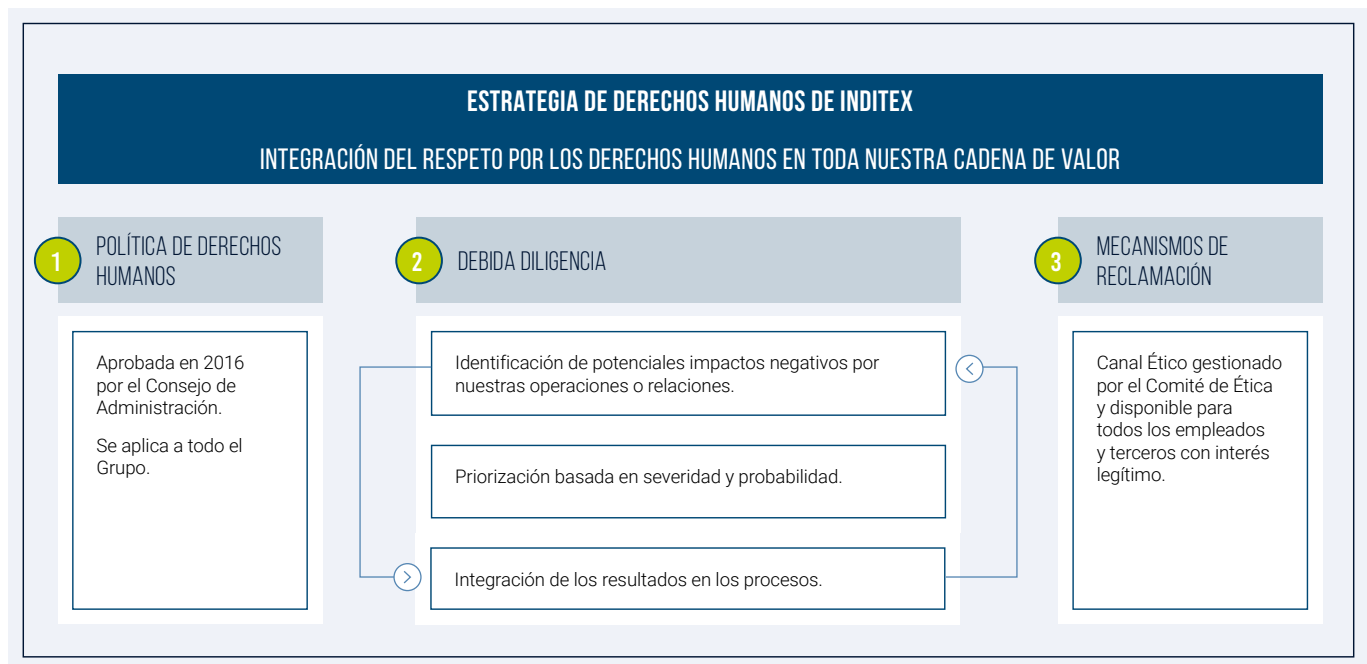 ESTRATEGIA DE DERECHOS HUMANOS DE INDITEX
INTEGRACIÓN DEL RESPETO POR LOS DERECHOS HUMANOS EN TODA NUESTRA CADENA DE VALOR
1
POLÍTICA DE DERECHOS
HUMANOS
Aprobada en 2016
por el Consejo de
Administración.
Se aplica a todo el
Grupo.
2
DEBIDA DILIGENCIA
Identificación de potenciales impactos negativos por
nuestras operaciones o relaciones.
Priorización basada en severidad y probabilidad.
Integración de los resultados en los procesos.
3
MECANISMOS DE
RECLAMACIÓN
Canal Ético gestionado
por el Comité de Ética
y disponible para
todos los empleados
y terceros con interés
legítimo.